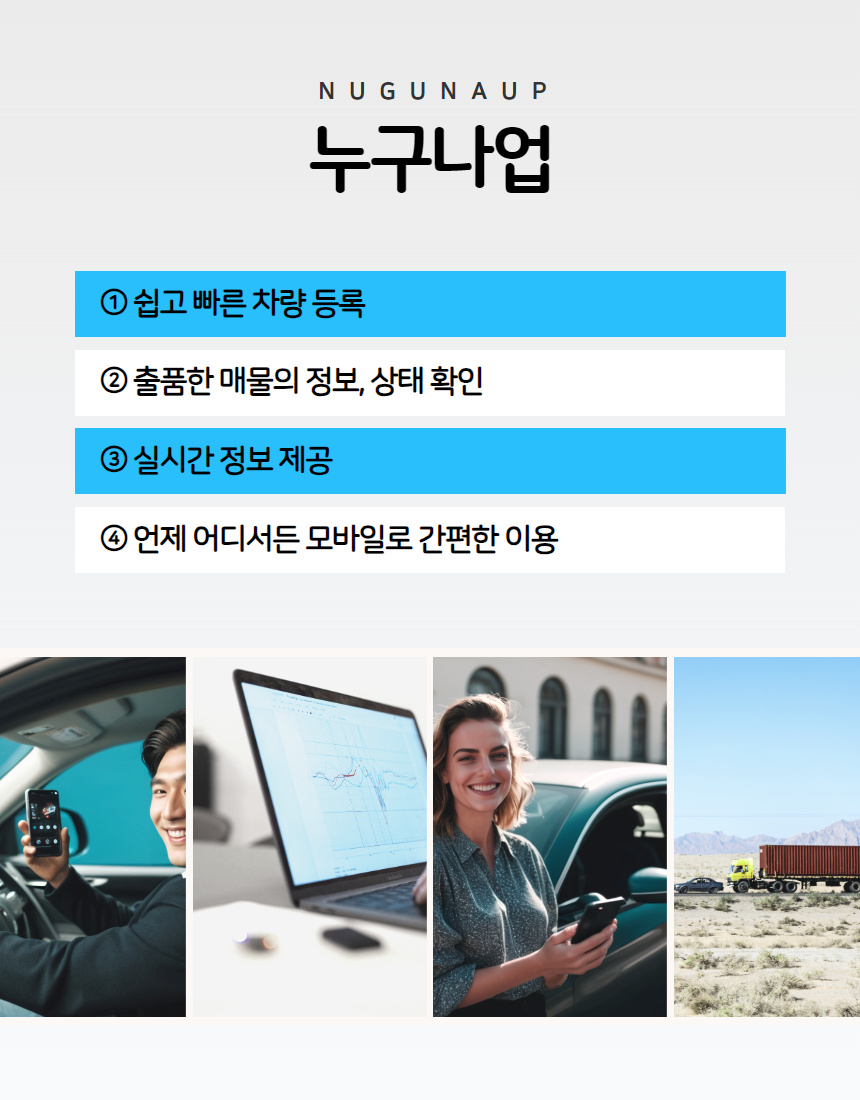 NUGUNAUP
누구나업
① 쉽고 빠른 차량 등록
② 출품한 매물의 정보, 상태 확인
③ 실시간 정보 제공
④ 언제 어디서든 모바일로 간편한 이용